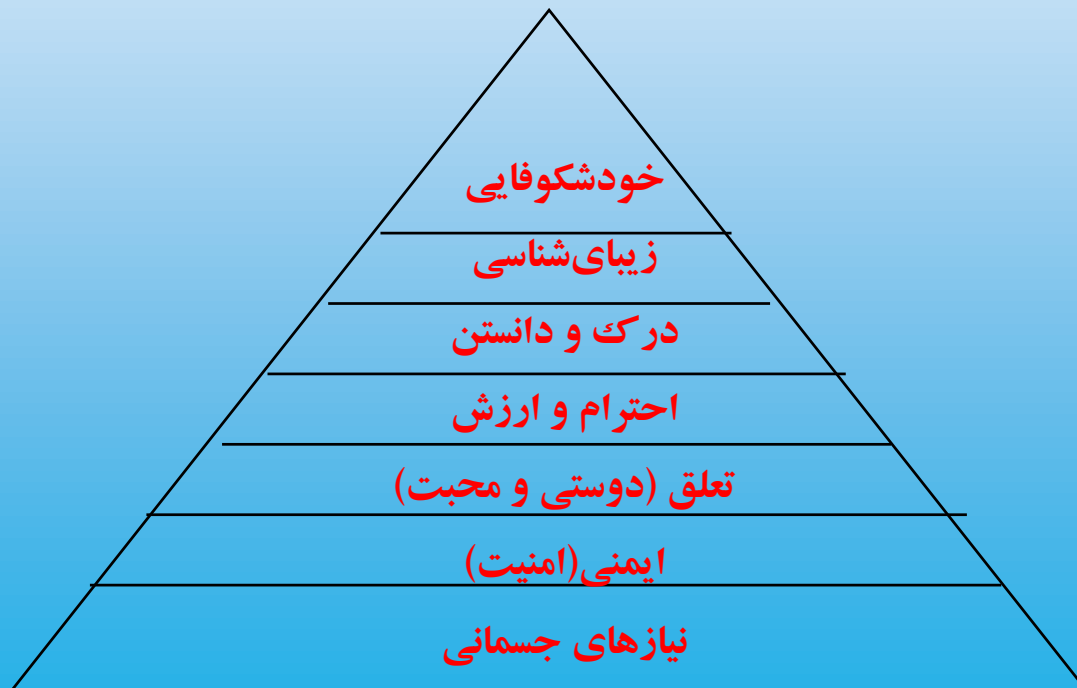 خودشکوفایی
زیبای‌شناسی
درک و دانستن
احترام و ارزش
تعلق (دوستی و محبت)
ایمنی(امنیت)
نیازهای جسمانی